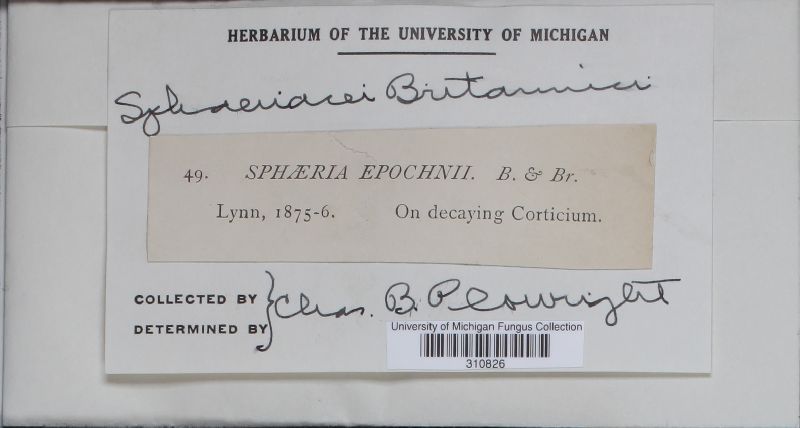 HERBARIUM OF THE UNIVERSITY OF MICHIGAN
Sphaeriacei Britannici
49. SPHÆRIA EPOCHNII. B. & Br.
Lynn, 1875-6. On decaying Corticium.
COLLECTED BY } Chas. B. Plowright
DETERMINED BY
University of Michigan Fungus Collection
310826